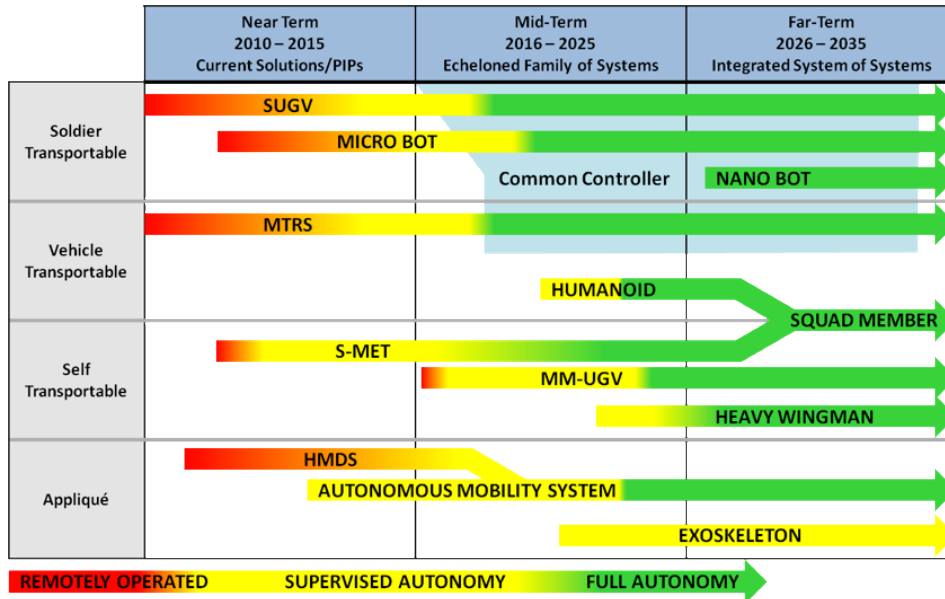 Near Term
2010 – 2015
Current Solutions/PIPs
Mid-Term
2016 – 2025
Echeloned Family of Systems
Far-Term
2026 – 2035
Integrated System of Systems
Soldier
Transportable
SUGV
MICRO BOT
Common Controller
NANO BOT
Vehicle
Transportable
MTRS
HUMANOID
SQUAD MEMBER
Self
Transportable
S-MET
MM-UGV
HEAVY WINGMAN
Appliqué
HMDS
AUTONOMOUS MOBILITY SYSTEM
EXOSKELETON
REMOTELY OPERATED
SUPERVISED AUTONOMY
FULL AUTONOMY